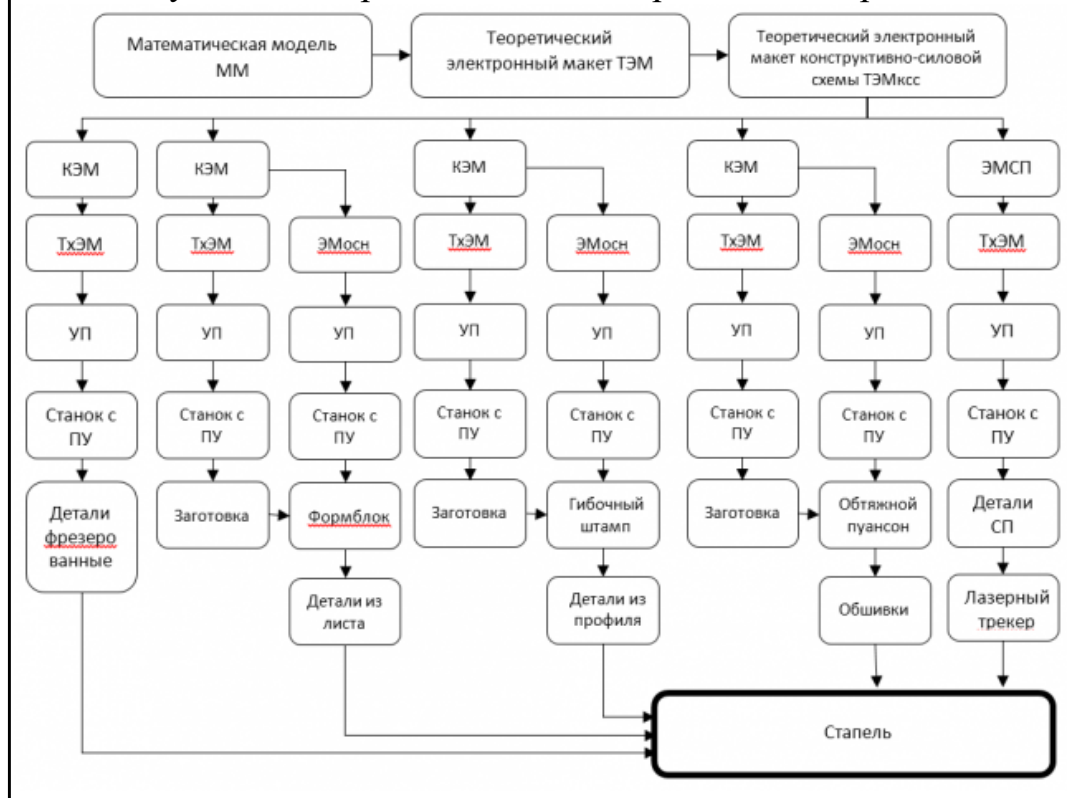 Математическая модель
ММ
Теоретический
электронный макет ТЭМ
Теоретический электронный
макет конструктивно-силовой
схемы ТЭМксс
КЭМ
КЭМ
КЭМ
КЭМ
ЭМСП
ТхЭМ
ТхЭМ
ЭМосн
ТхЭМ
ЭМосн
ТхЭМ
ЭМосн
ТхЭМ
УП
УП
УП
УП
УП
УП
УП
УП
Станок с
ПУ
Станок с
ПУ
Станок с
ПУ
Станок с
ПУ
Станок с
ПУ
Станок с
ПУ
Станок с
ПУ
Станок с
ПУ
Детали
фрезеро
ванные
Заготовка
Формблок
Заготовка
Гибочный
штамп
Заготовка
Обтяжной
пуансон
Детали
СП
Детали из
листа
Детали из
профиля
Обшивки
Лазерный
трекер
Стапель